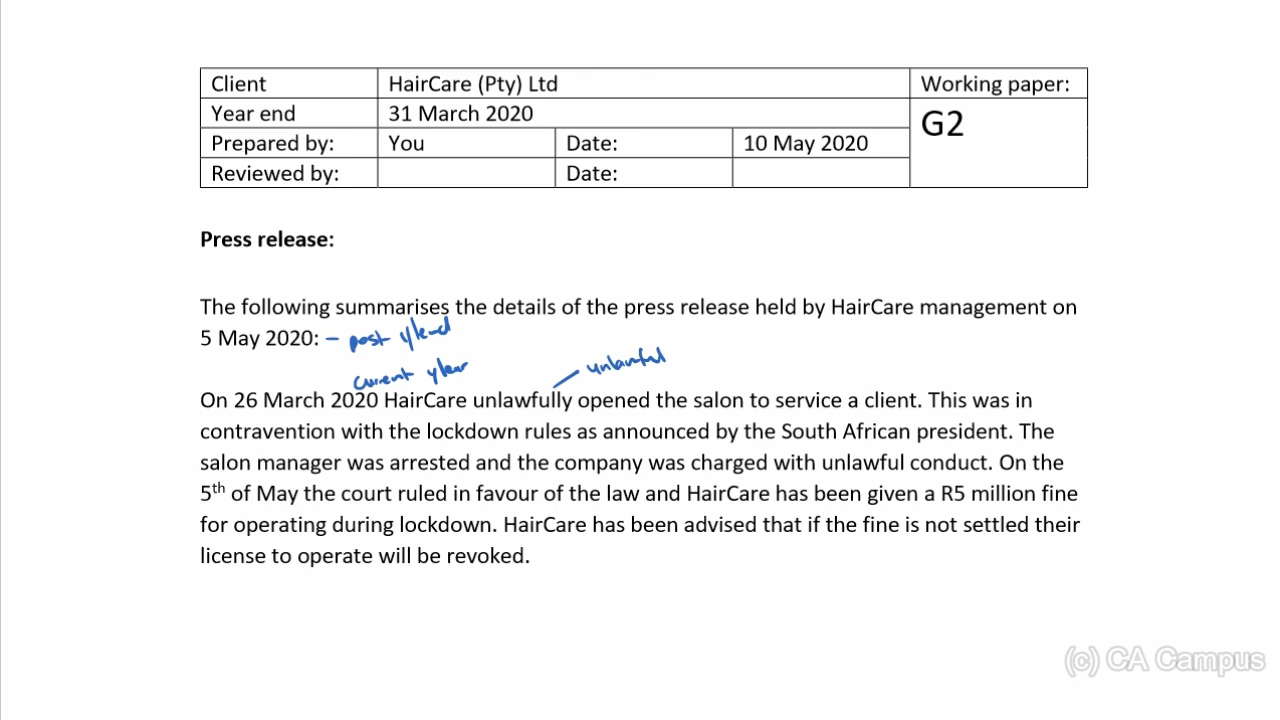 Client HairCare (Pty) Ltd Working paper:
Year end 31 March 2020 G2
Prepared by: You Date: 10 May 2020
Reviewed by: Date:
Press release:
The following summarises the details of the press release held by HairCare management on
5 May 2020: – post y/end
current year unlawful
On 26 March 2020 HairCare unlawfully opened the salon to service a client. This was in
contravention with the lockdown rules as announced by the South African president. The
salon manager was arrested and the company was charged with unlawful conduct. On the
5th of May the court ruled in favour of the law and HairCare has been given a R5 million fine
for operating during lockdown. HairCare has been advised that if the fine is not settled their
license to operate will be revoked.
(c) CA Campus